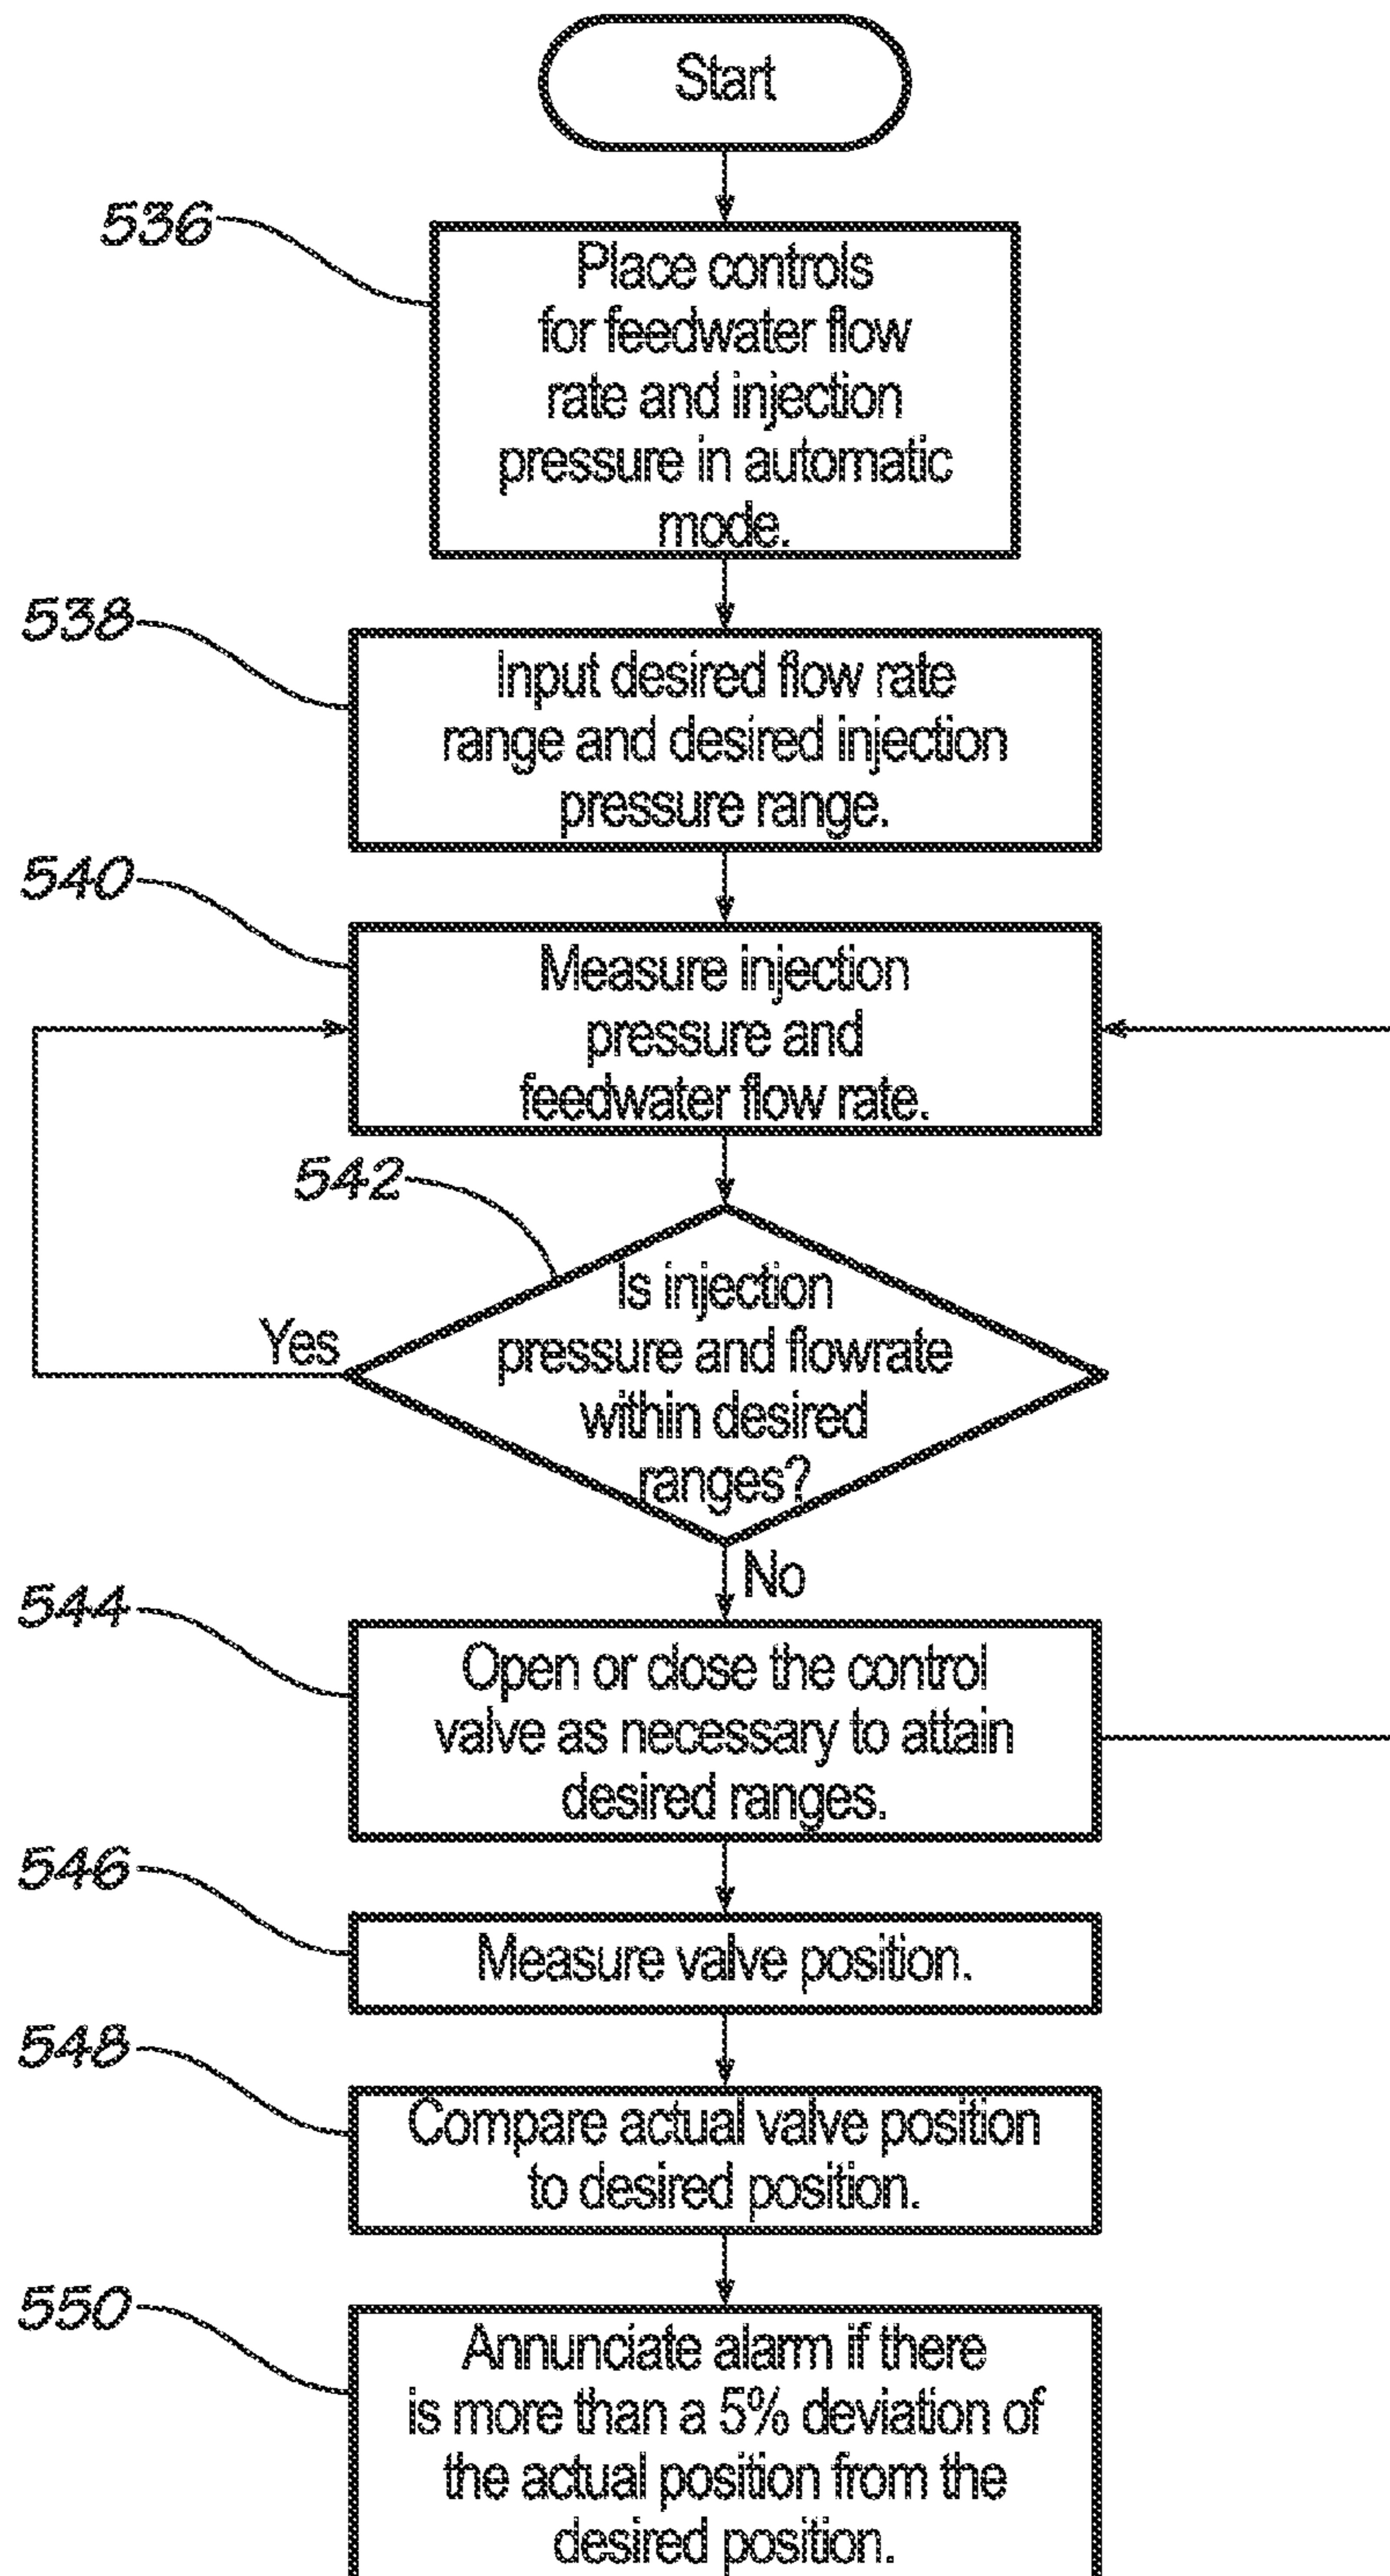 Start
536
Place controls
for feedwater flow
rate and injection
pressure in automatic
mode.
538
Input desired flow rate
range and desired injection
pressure range.
540
Measure injection
pressure and
feedwater flow rate.
542
Is injection
pressure and flowrate
within desired
ranges?
Yes
No
544
Open or close the control
valve as necessary to attain
desired ranges.
546
Measure valve position.
548
Compare actual valve position
to desired position.
550
Annunciate alarm if there
is more than a 5% deviation of
the actual position from the
desired position.